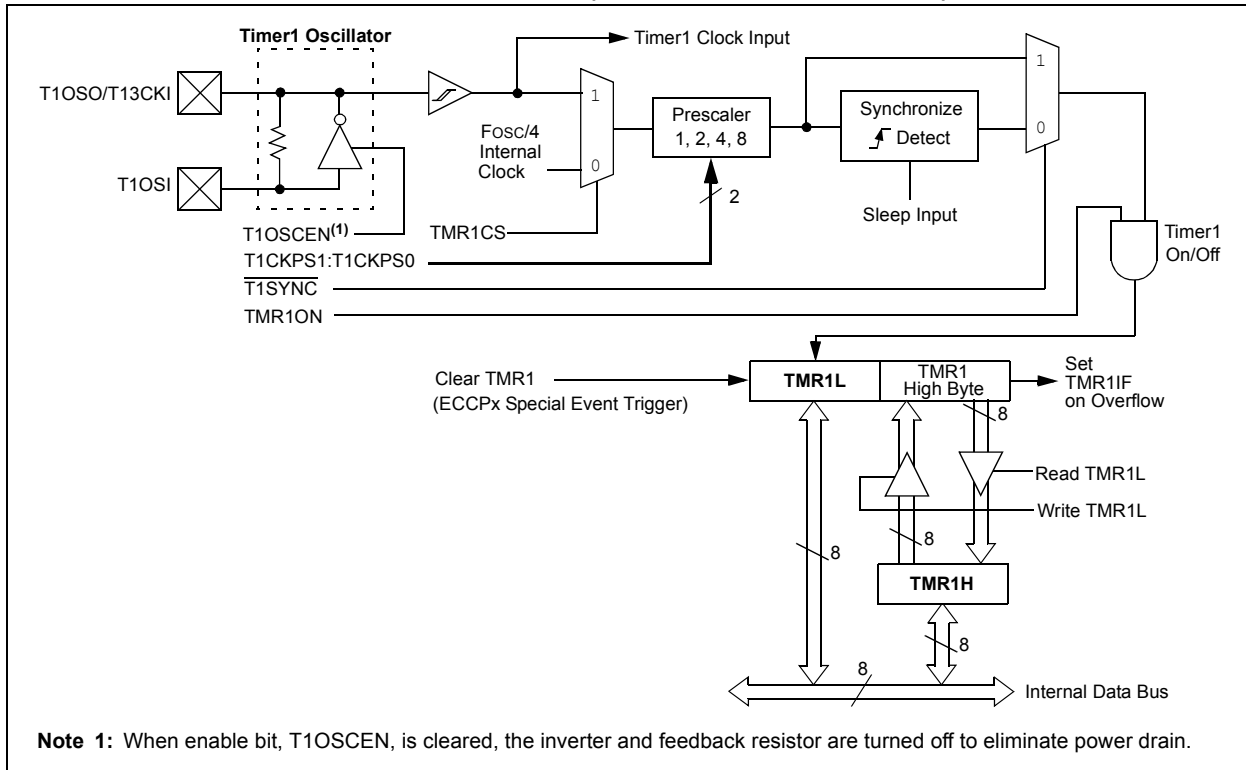 Timer1 Oscillator
Timer1 Clock Input
T1OSO/T13CKI
1
1
FOSC/4
Internal
Clock
0
Prescaler
1, 2, 4, 8
Synchronize
Detect
0
T1OSI
2
Sleep Input
T1OSCEN(1)
TMR1CS
Timer1
On/Off
T1CKPS1:T1CKPS0
T1SYNC
TMR1ON
Clear TMR1
(ECCPx Special Event Trigger)
TMR1L
TMR1
High Byte
Set
TMR1IF
on Overflow
8
Read TMR1L
Write TMR1L
8
8
TMR1H
8
8
Internal Data Bus
Note 1: When enable bit, T1OSCEN, is cleared, the inverter and feedback resistor are turned off to eliminate power drain.